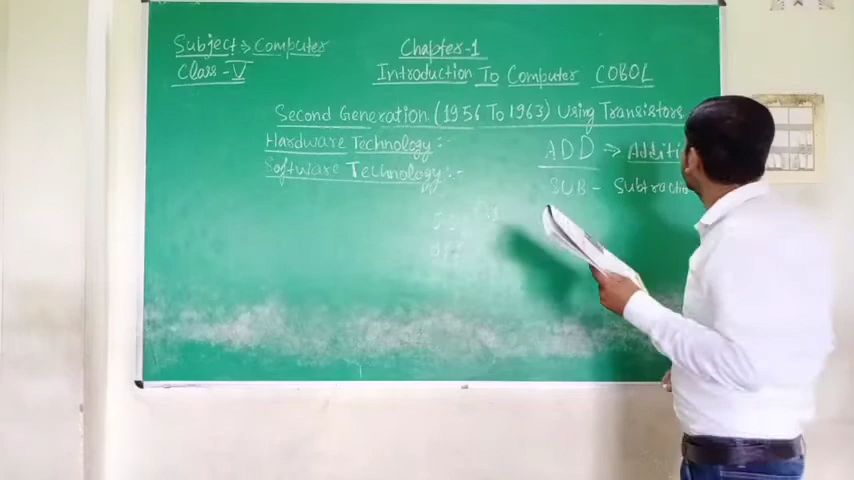 Subject ⇒ Computer
Class - V
Chapter-1
Introduction To Computer COBOL
Second Generation (1956 To 1963) Using Transistors
Hardware Technology :-
Software Technology :-
ADD ⇒ Additi
SUB - Subtractio